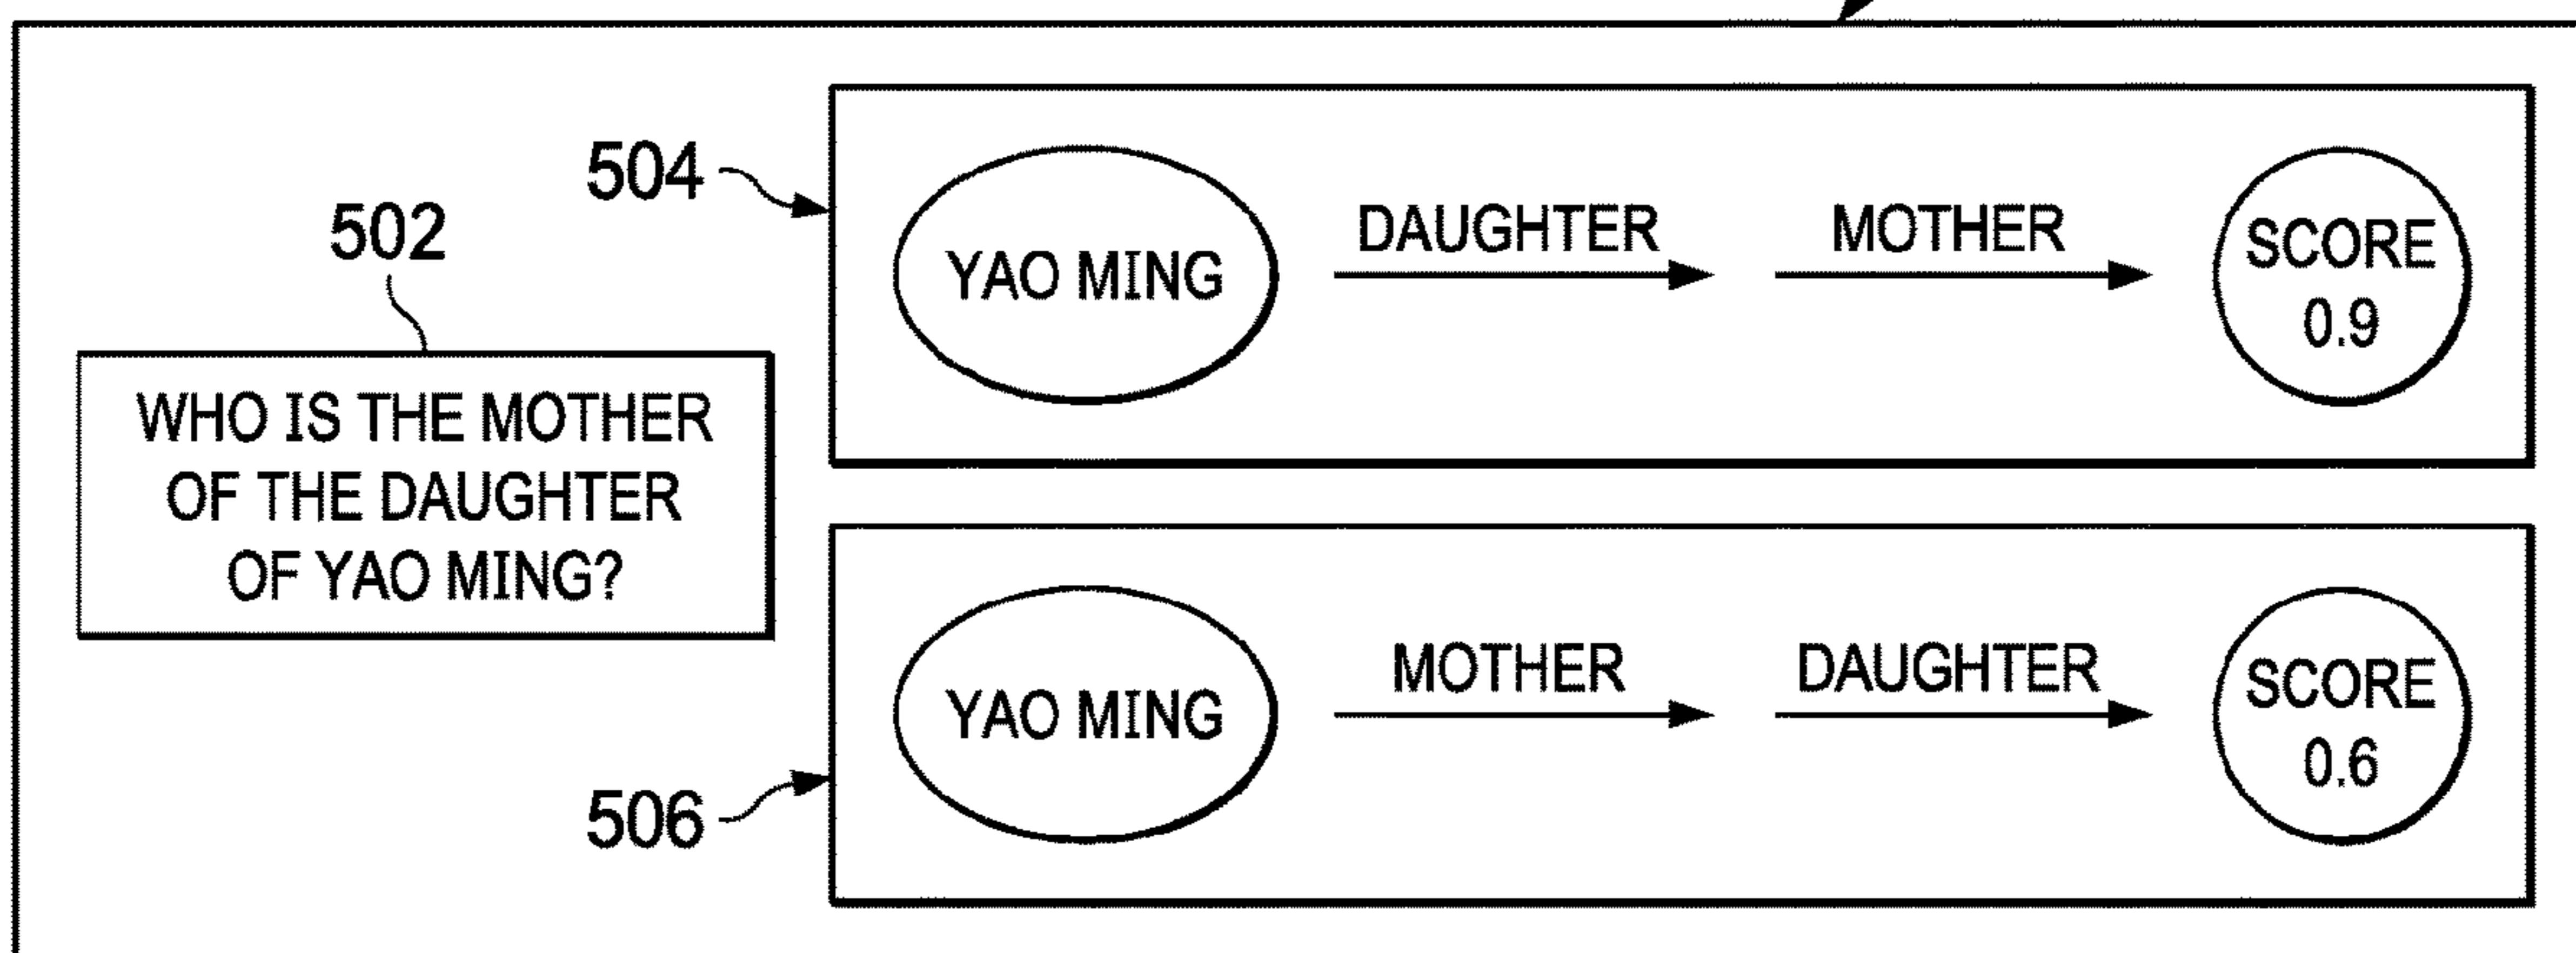 504
DAUGHTER MOTHER
YAO MING
SCORE
0.9
502
WHO IS THE MOTHER
OF THE DAUGHTER
OF YAO MING?
MOTHER DAUGHTER
YAO MING
SCORE
0.6
506